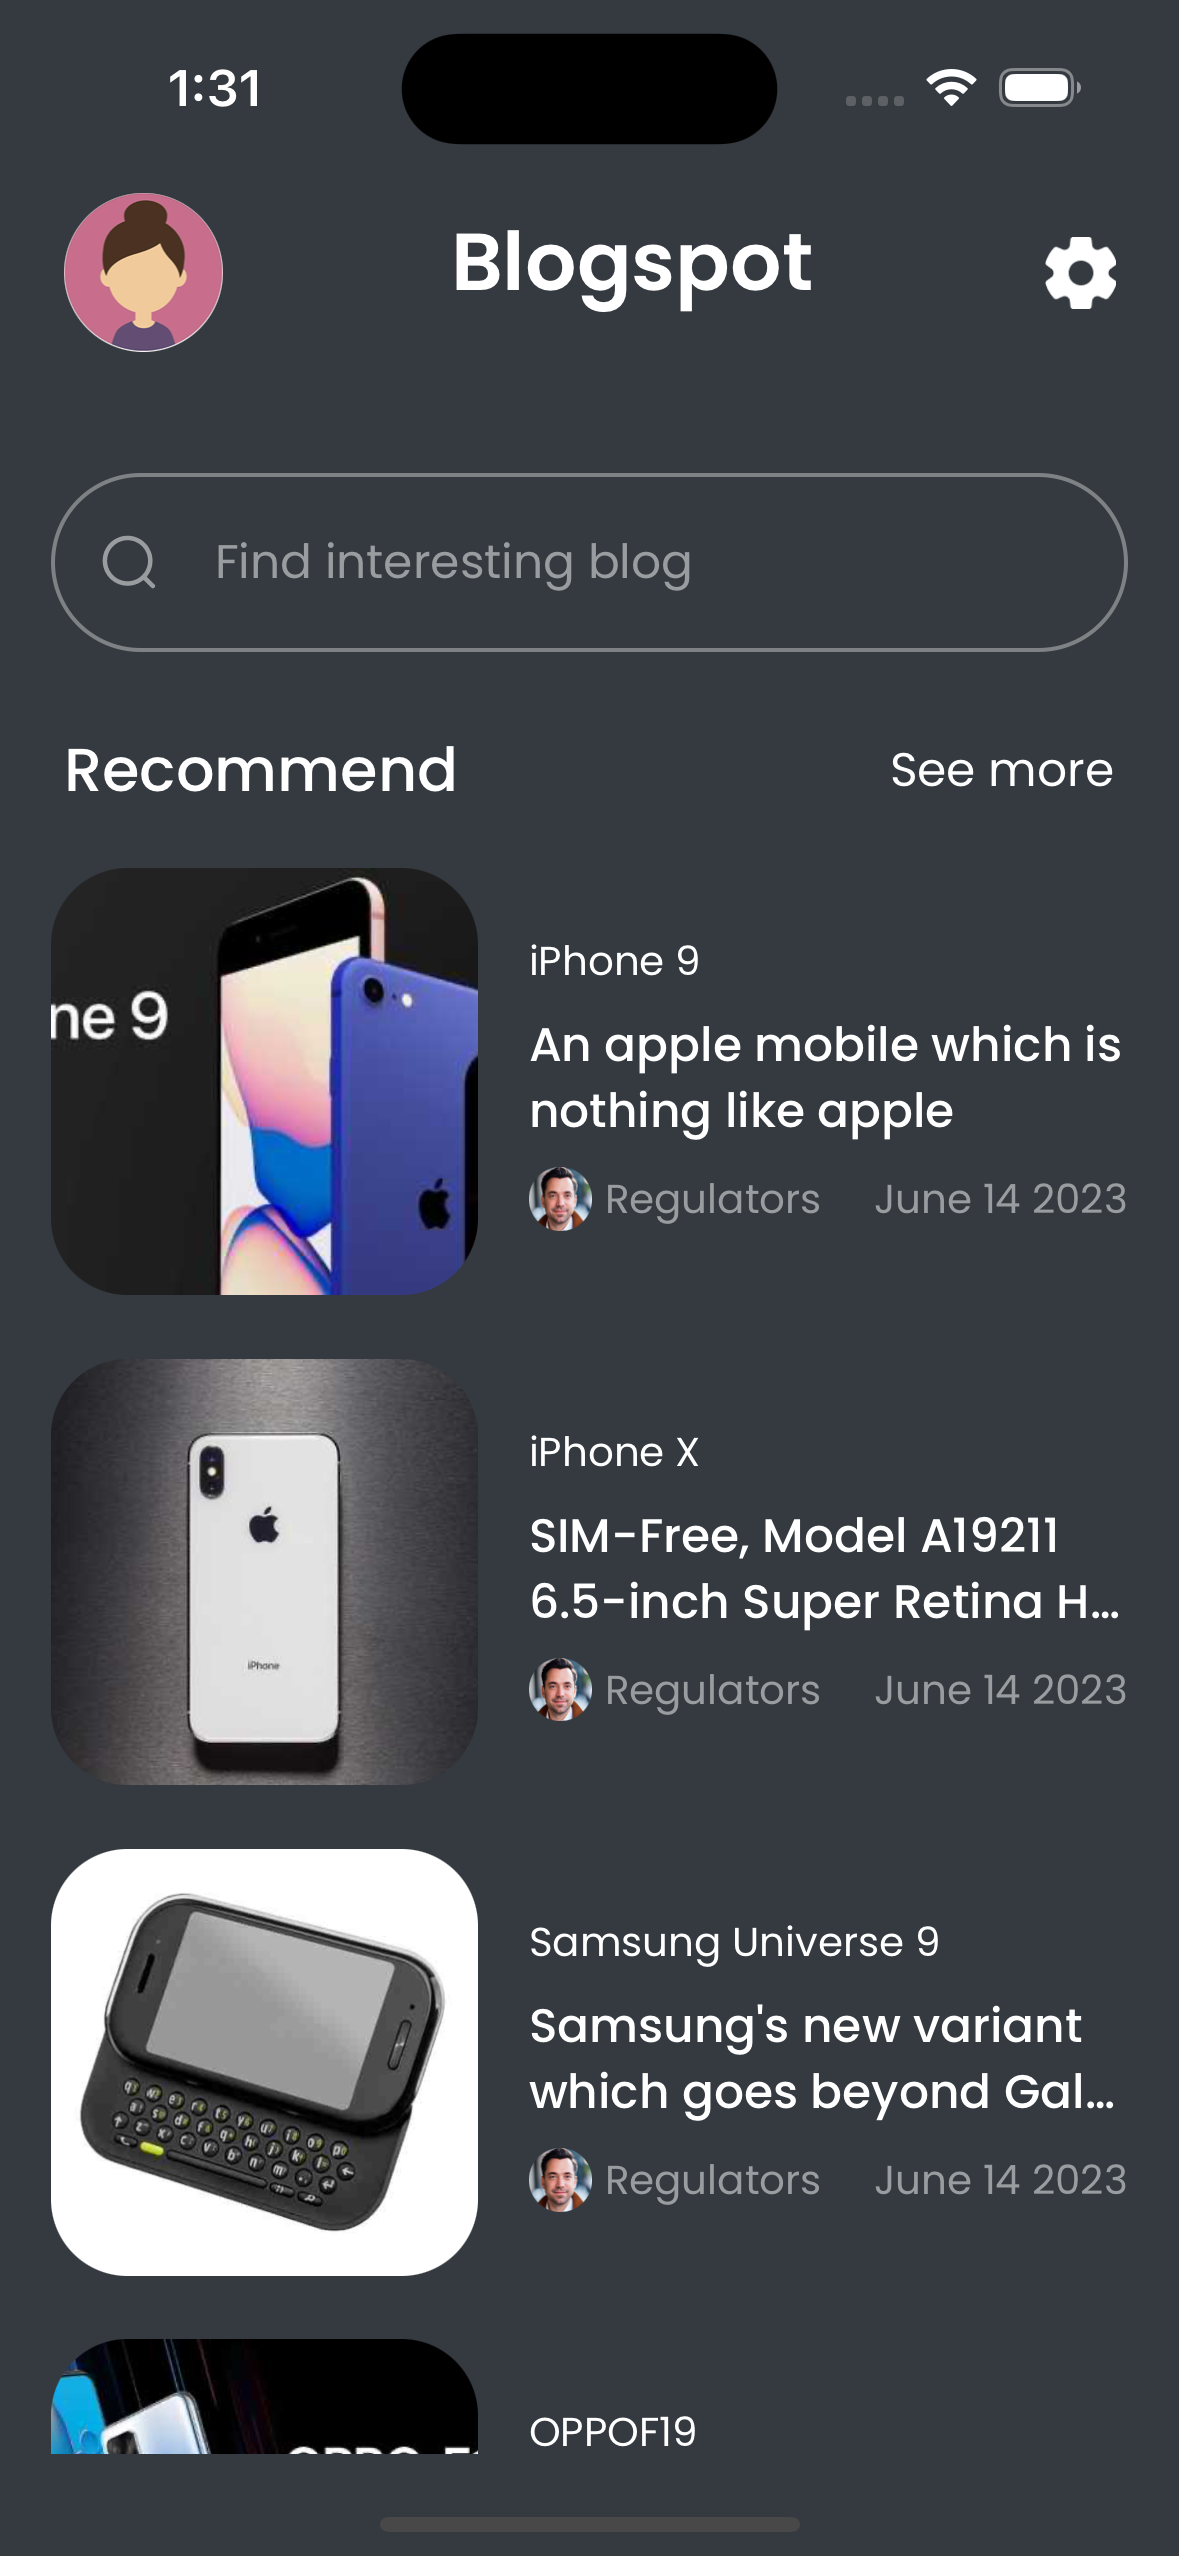 1:31
Blogspot
Find interesting blog
Recommend
See more
ne 9
iPhone 9
An apple mobile which is
nothing like apple
Regulators
June 14 2023
iPhone
iPhone X
SIM-Free, Model A19211
6.5-inch Super Retina H...
Regulators
June 14 2023
Samsung Universe 9
Samsung's new variant
which goes beyond Gal...
Regulators
June 14 2023
OPPOF19